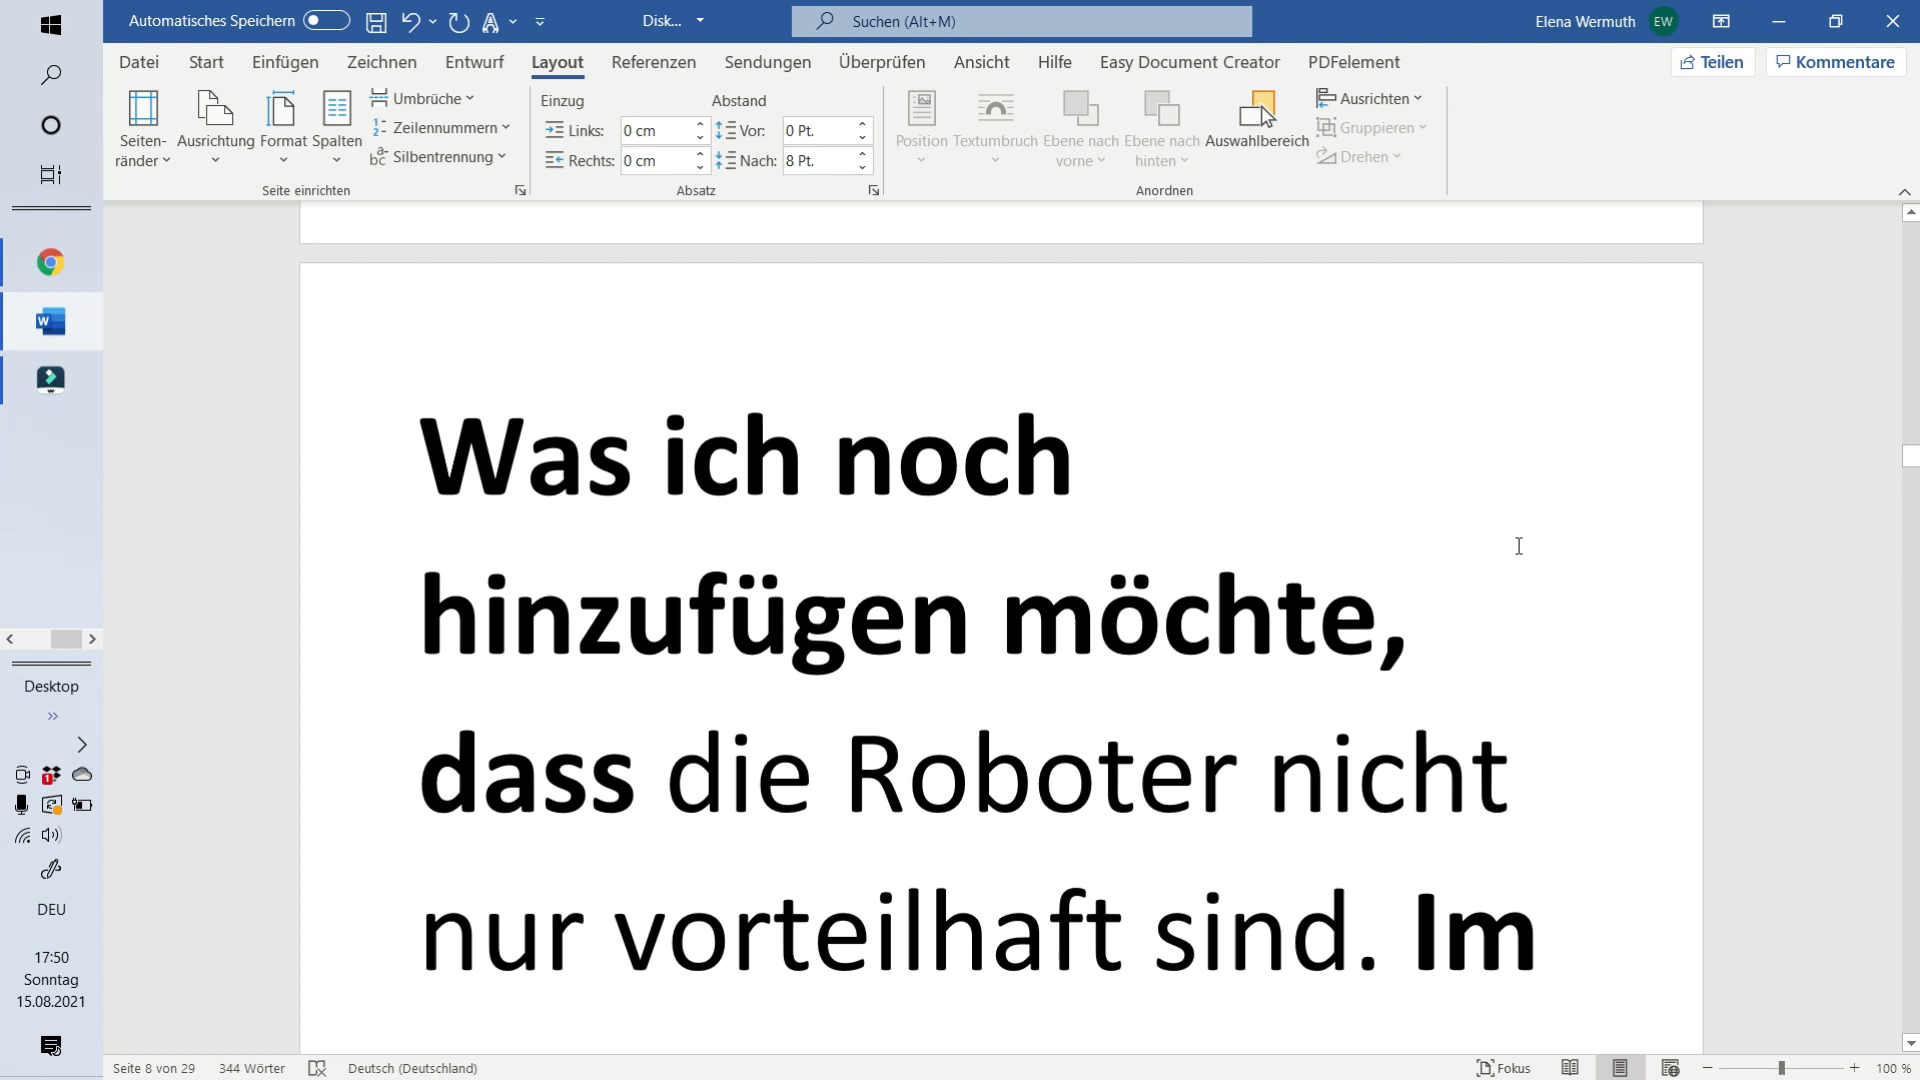 Automatisches Speichern
Disk...
Suchen (Alt+M)
Elena Wermuth EW
Datei Start Einfügen Zeichnen Entwurf Layout Referenzen Sendungen Überprüfen Ansicht Hilfe Easy Document Creator PDFelement
Teilen
Kommentare
Seiten-
ränder
Ausrichtung
Format
Spalten
Umbrüche
Zeilennummern
Silbentrennung
Seite einrichten
Einzug
Links: 0 cm
Rechts: 0 cm
Abstand
Vor: 0 Pt.
Nach: 8 Pt.
Absatz
Position
Textumbruch
Ebene nach
vorne
Ebene nach
hinten
Auswahlbereich
Ausrichten
Gruppieren
Drehen
Anordnen
Was ich noch
hinzufügen möchte,
dass die Roboter nicht
nur vorteilhaft sind. Im
Desktop
DEU
17:50
Sonntag
15.08.2021
Seite 8 von 29 344 Wörter Deutsch (Deutschland)
Fokus
100 %